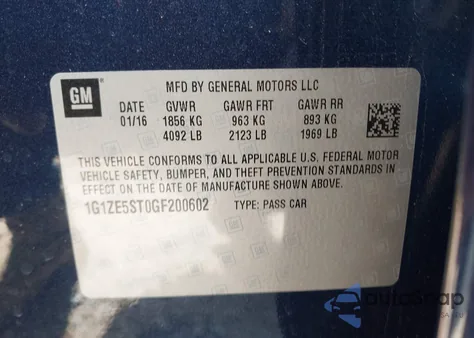 GM
MFD BY GENERAL MOTORS LLC
DATE GVWR GAWR FRT GAWR RR
01/16 1856 KG 963 KG 893 KG
4092 LB 2123 LB 1969 LB
THIS VEHICLE CONFORMS TO ALL APPLICABLE U.S. FEDERAL MOTOR
VEHICLE SAFETY, BUMPER, AND THEFT PREVENTION STANDARDS
IN EFFECT ON THE DATE OF MANUFACTURE SHOWN ABOVE.
1G1ZE5ST0GF200602 TYPE: PASS CAR
autosnap